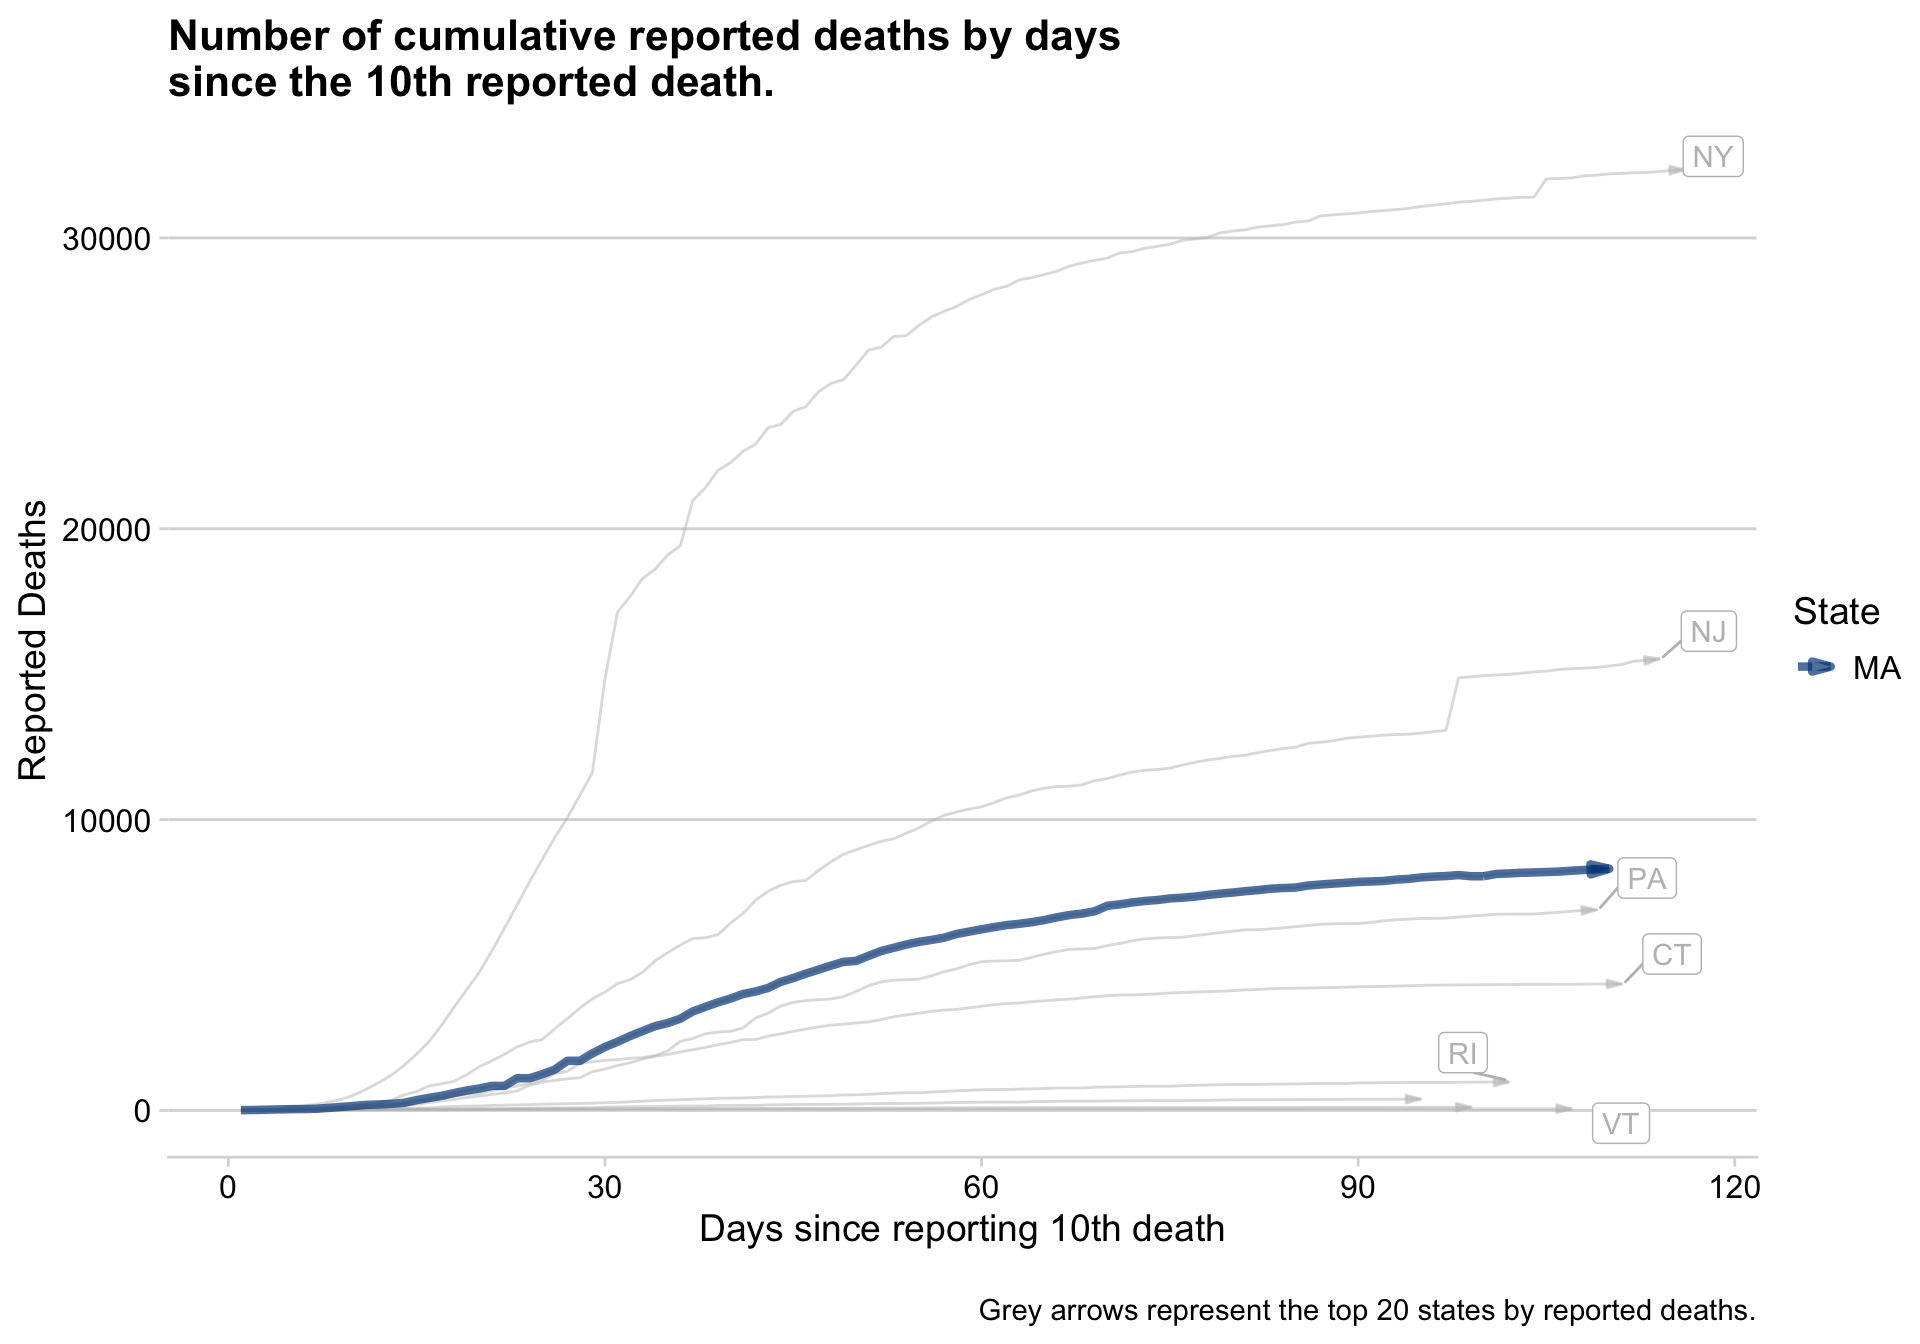 Number of cumulative reported deaths by days
since the 10th reported death.
NY
30000
20000
NJ
10000
PA
CT
RI
0
VT
Reported Deaths
State
MA
0 30 60 90 120
Days since reporting 10th death
Grey arrows represent the top 20 states by reported deaths.